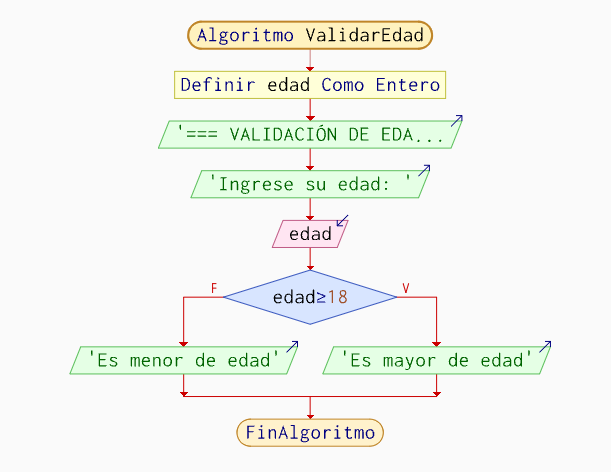 Algoritmo ValidarEdad
Definir edad Como Entero
'=== VALIDACIÓN DE EDA...
'Ingrese su edad: '
edad
edad≥18
F
V
'Es menor de edad'
'Es mayor de edad'
FinAlgoritmo